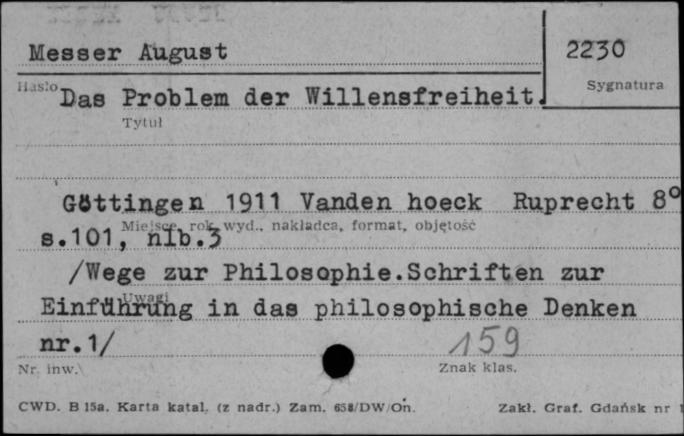 Messer August
2230
Hasło
Sygnatura
Das Problem der Willensfreiheit.
Tytuł
Göttingen 1911 Vanden hoeck Ruprecht 8°
Miejsce, rok wyd., nakładca, format, objętość
s.101, nlb.3
/Wege zur Philosophie.Schriften zur
Uwagi
Einführung in das philosophische Denken
nr.1/
159
Nr. inw.
Znak klas.
CWD. B 15a. Karta katal. (z nadr.) Zam. 658/DW/On. Zakł. Graf. Gdańsk nr 1